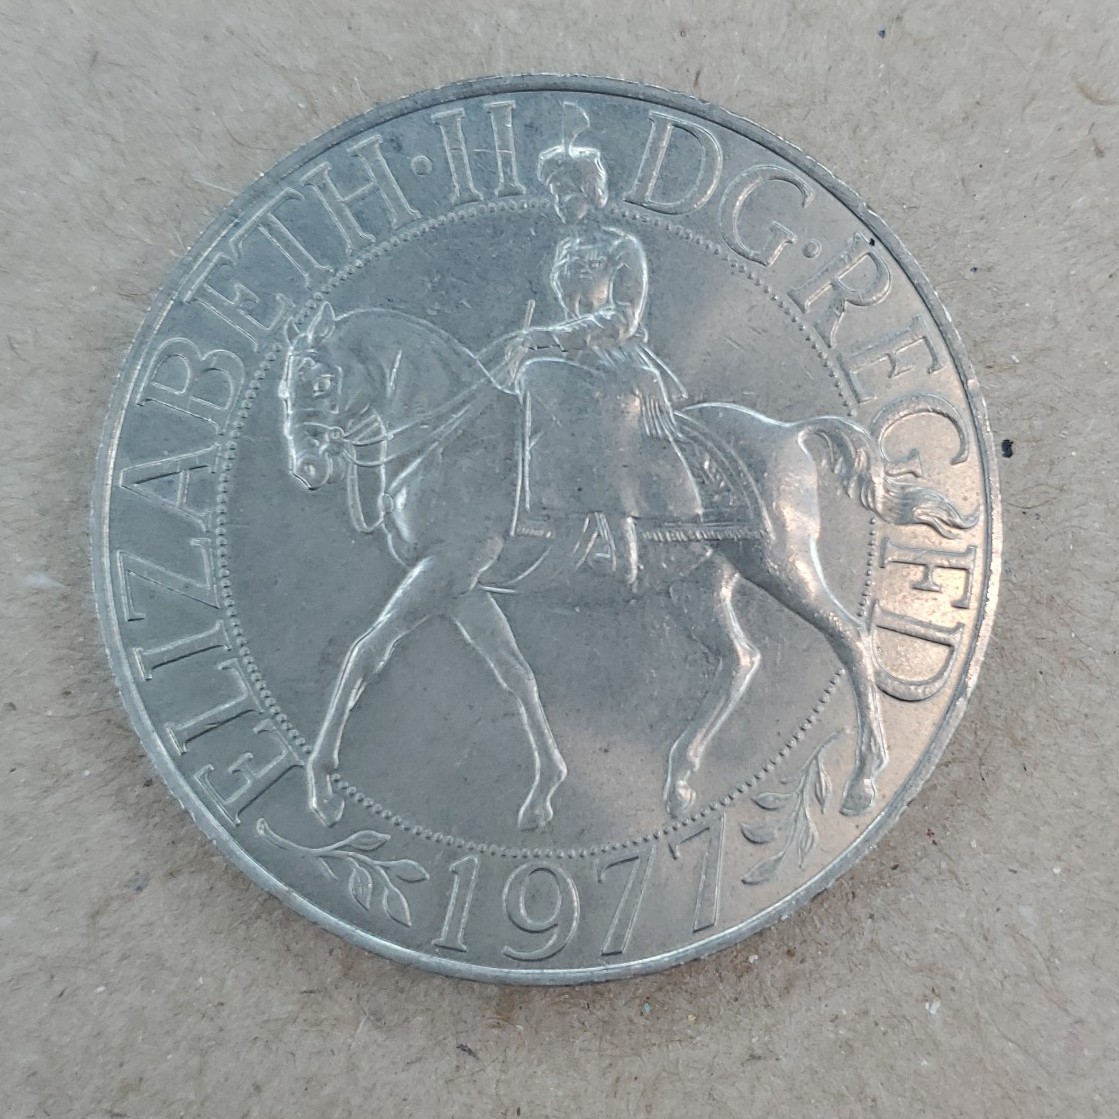 ELIZABETH·II DG·REG FD
1977